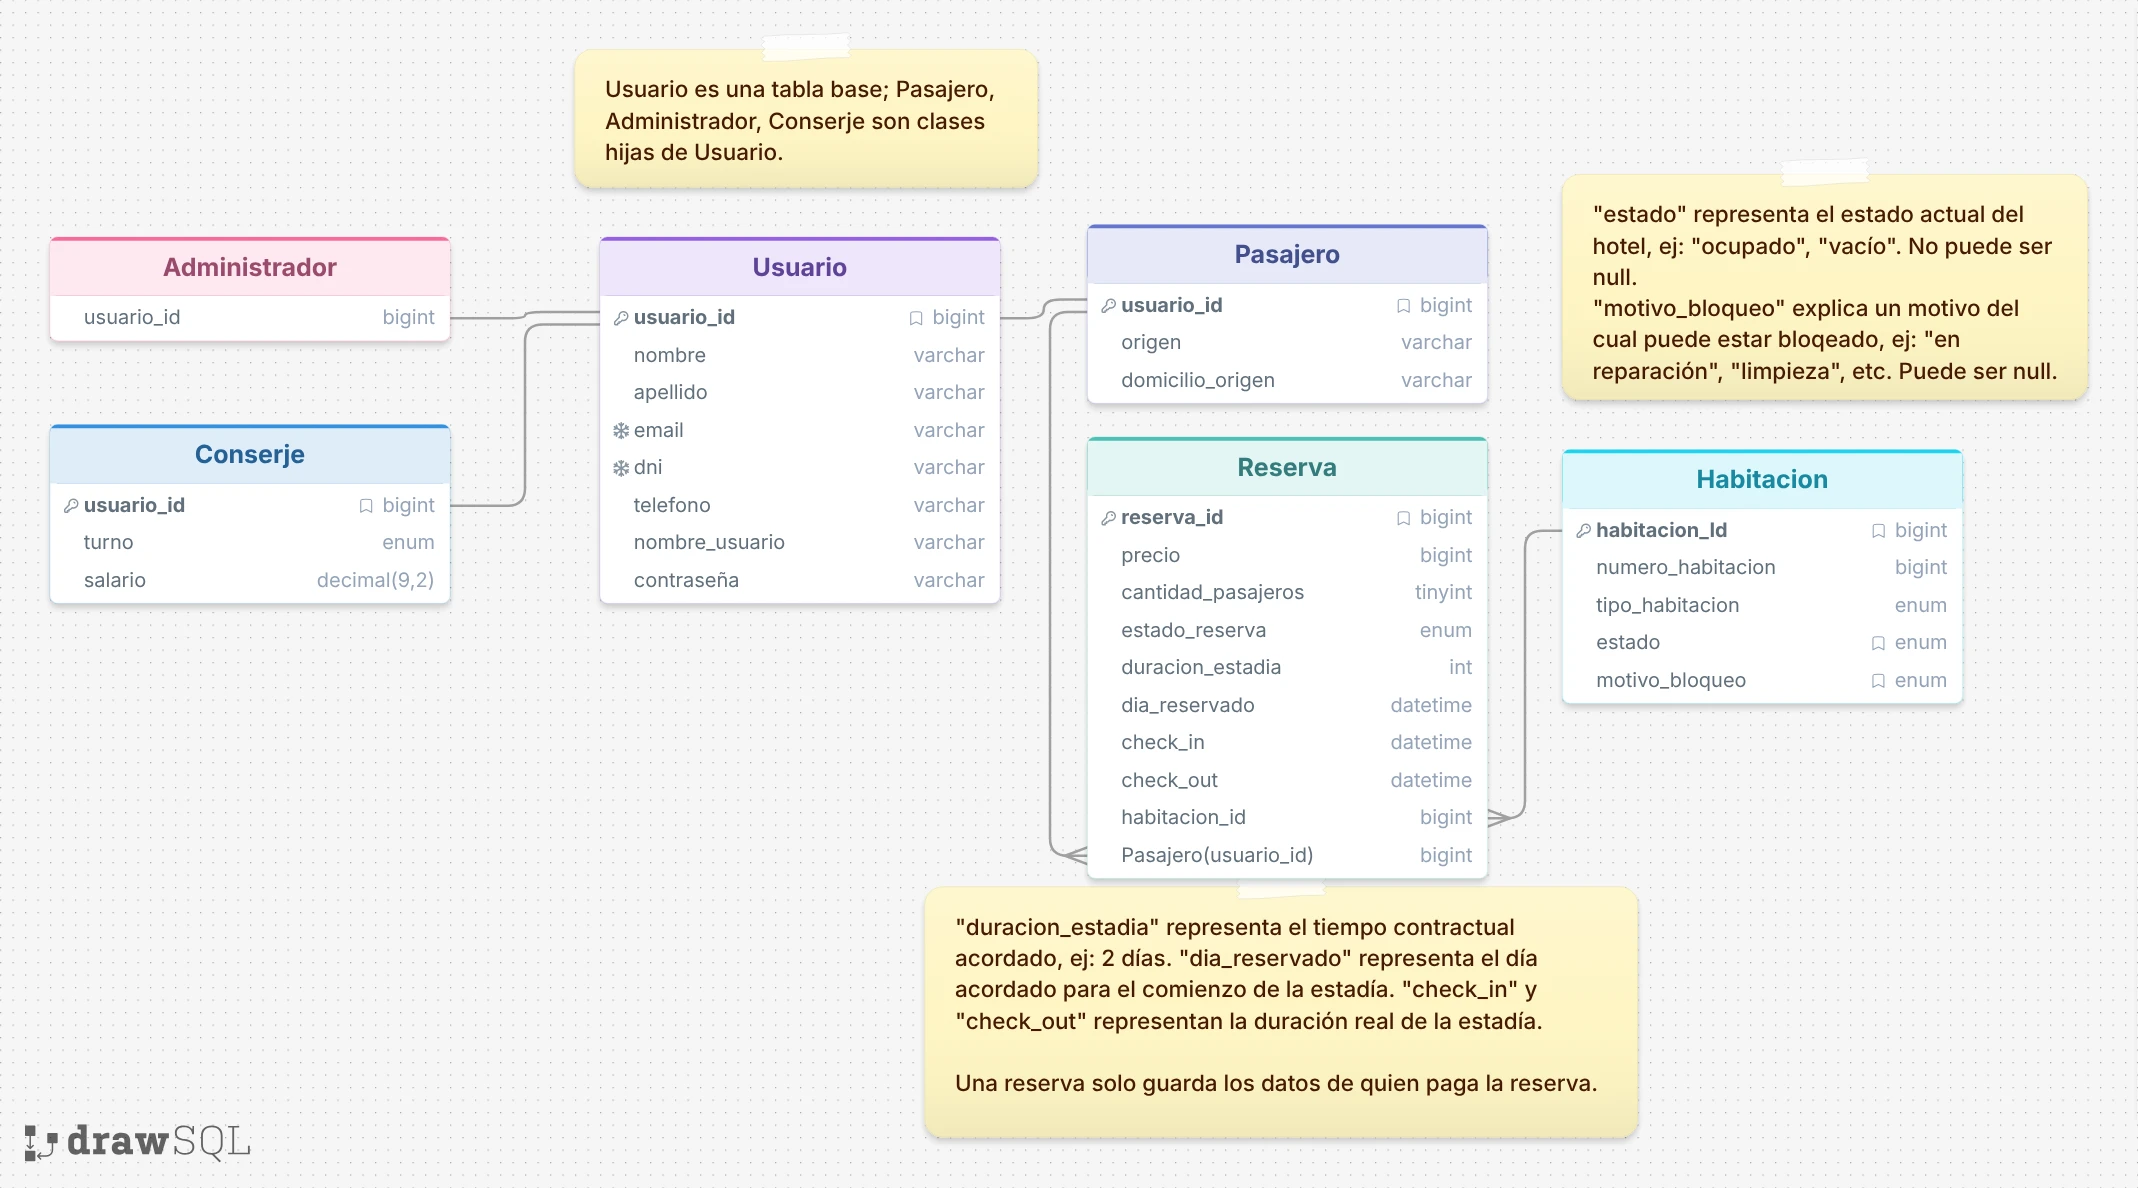 Usuario es una tabla base; Pasajero,
Administrador, Conserje son clases
hijas de Usuario.
"estado" representa el estado actual del
hotel, ej: "ocupado", "vacío". No puede ser
null.
"motivo_bloqueo" explica un motivo del
cual puede estar bloqeado, ej: "en
reparación", "limpieza", etc. Puede ser null.
Administrador
usuario_id bigint
Conserje
usuario_id bigint
turno enum
salario decimal(9,2)
Usuario
usuario_id bigint
nombre varchar
apellido varchar
email varchar
dni varchar
telefono varchar
nombre_usuario varchar
contraseña varchar
Pasajero
usuario_id bigint
origen varchar
domicilio_origen varchar
Reserva
reserva_id bigint
precio bigint
cantidad_pasajeros tinyint
estado_reserva enum
duracion_estadia int
dia_reservado datetime
check_in datetime
check_out datetime
habitacion_id bigint
Pasajero(usuario_id) bigint
Habitacion
habitacion_Id bigint
numero_habitacion bigint
tipo_habitacion enum
estado enum
motivo_bloqueo enum
"duracion_estadia" representa el tiempo contractual
acordado, ej: 2 días. "dia_reservado" representa el día
acordado para el comienzo de la estadía. "check_in" y
"check_out" representan la duración real de la estadía.
Una reserva solo guarda los datos de quien paga la reserva.
drawSQL